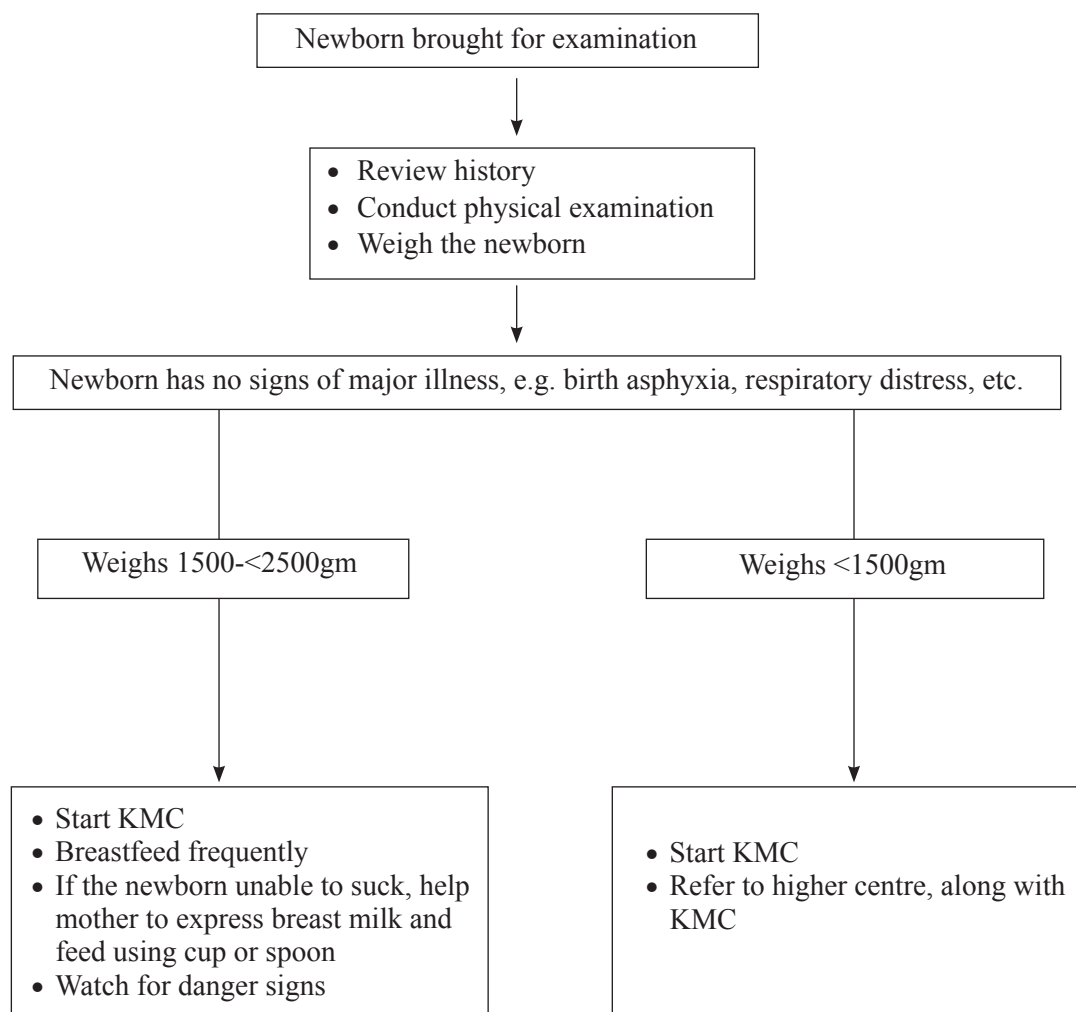 Newborn brought for examination
• Review history
• Conduct physical examination
• Weigh the newborn
Newborn has no signs of major illness, e.g. birth asphyxia, respiratory distress, etc.
Weighs 1500-<2500gm
Weighs <1500gm
• Start KMC
• Breastfeed frequently
• If the newborn unable to suck, help
mother to express breast milk and
feed using cup or spoon
• Watch for danger signs
• Start KMC
• Refer to higher centre, along with
KMC